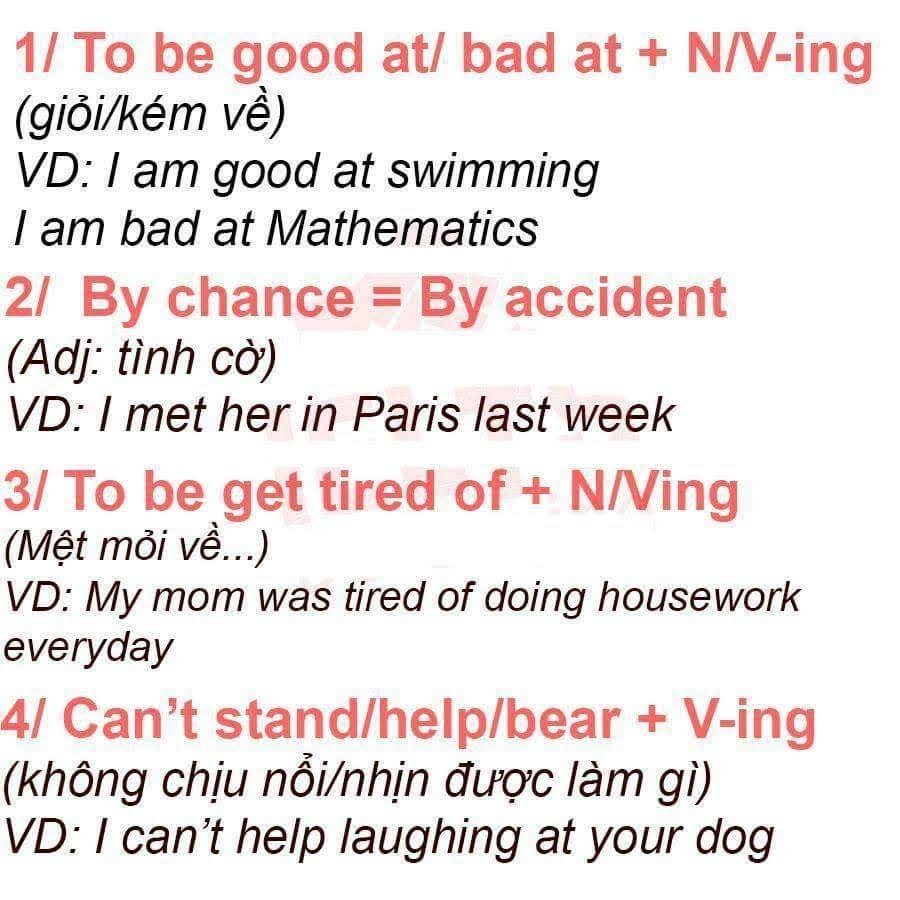 1/ To be good at/ bad at + N/V-ing
(giỏi/kém về)
VD: I am good at swimming
I am bad at Mathematics
2/ By chance = By accident
(Adj: tình cờ)
VD: I met her in Paris last week
3/ To be get tired of + N/Ving
(Mệt mỏi về...)
VD: My mom was tired of doing housework
everyday
4/ Can’t stand/help/bear + V-ing
(không chịu nổi/nhịn được làm gì)
VD: I can’t help laughing at your dog